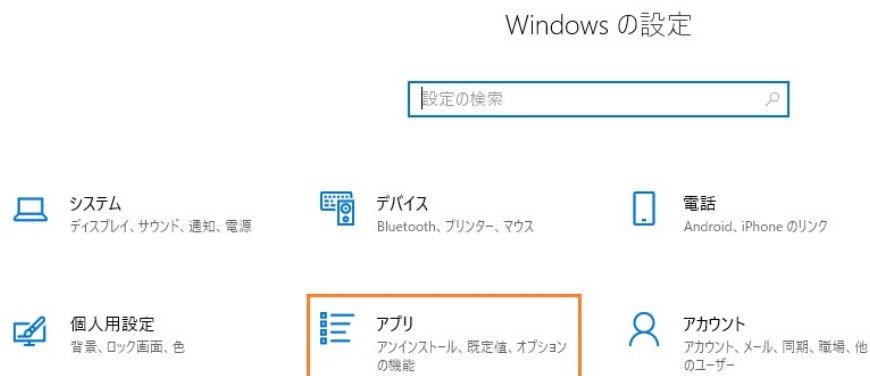 Windows の設定
設定の検索
システム
ディスプレイ、サウンド、通知、電源
デバイス
Bluetooth、プリンター、マウス
電話
Android、iPhone のリンク
個人用設定
背景、ロック画面、色
アプリ
アンインストール、既定値、オプション
の機能
アカウント
アカウント、メール、同期、職場、他
のユーザー